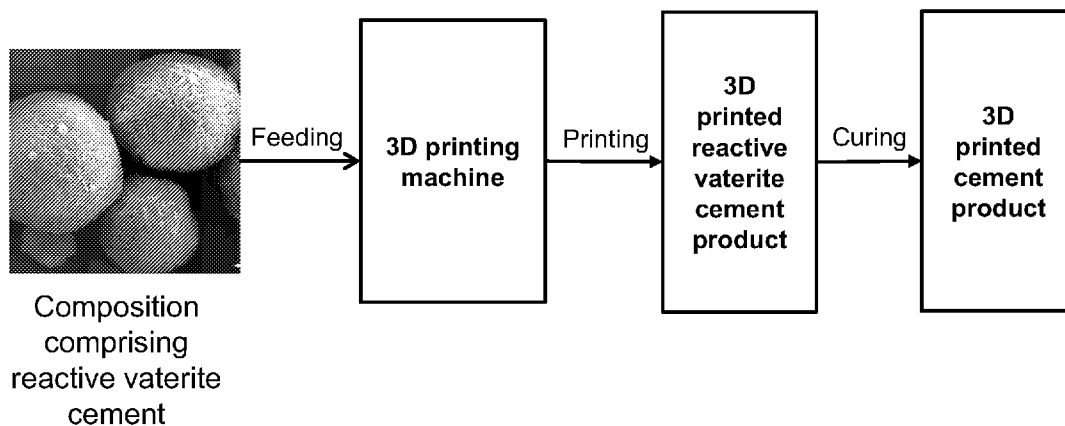 Composition
comprising
reactive vaterite
cement
Feeding
3D printing
machine
Printing
3D
printed
reactive
vaterite
cement
product
Curing
3D
printed
cement
product